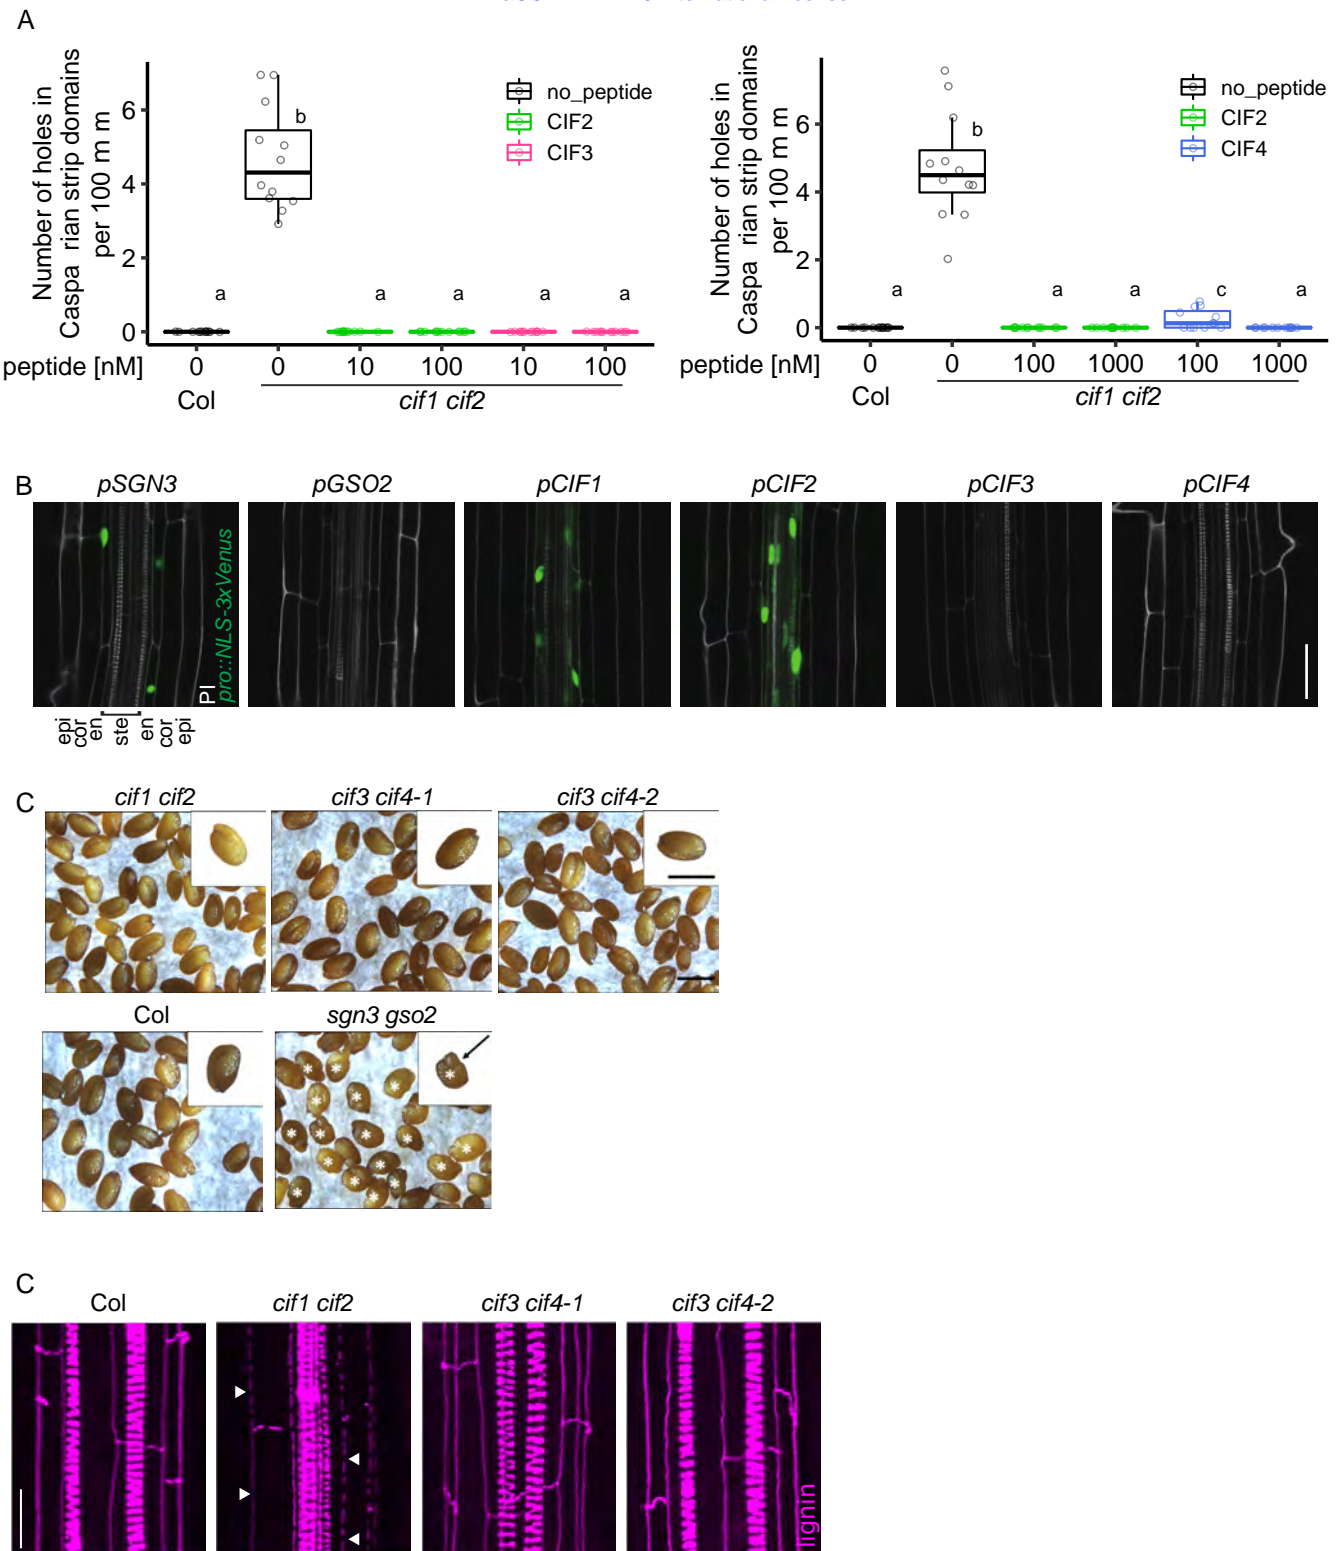 A
Number of holes in
Caspa rian strip domains
per 100 m m
6
4
2
0
b
a
a
a
a
a
no_peptide
CIF2
CIF3
peptide [nM]
0
0
10
100
10
100
Col
cif1 cif2
Number of holes in
Caspa rian strip domains
per 100 m m
6
4
2
0
b
a
a
a
c
a
no_peptide
CIF2
CIF4
peptide [nM]
0
0
100
1000
100
1000
Col
cif1 cif2
B
pSGN3
pGSO2
pCIF1
pCIF2
pCIF3
pCIF4
PI
pro::NLS-3xVenus
epi
cor
en
ste
en
cor
epi
C
cif1 cif2
cif3 cif4-1
cif3 cif4-2
Col
sgn3 gso2
* * * * * * * * * * * * * * * *
C
Col
cif1 cif2
cif3 cif4-1
cif3 cif4-2
lignin